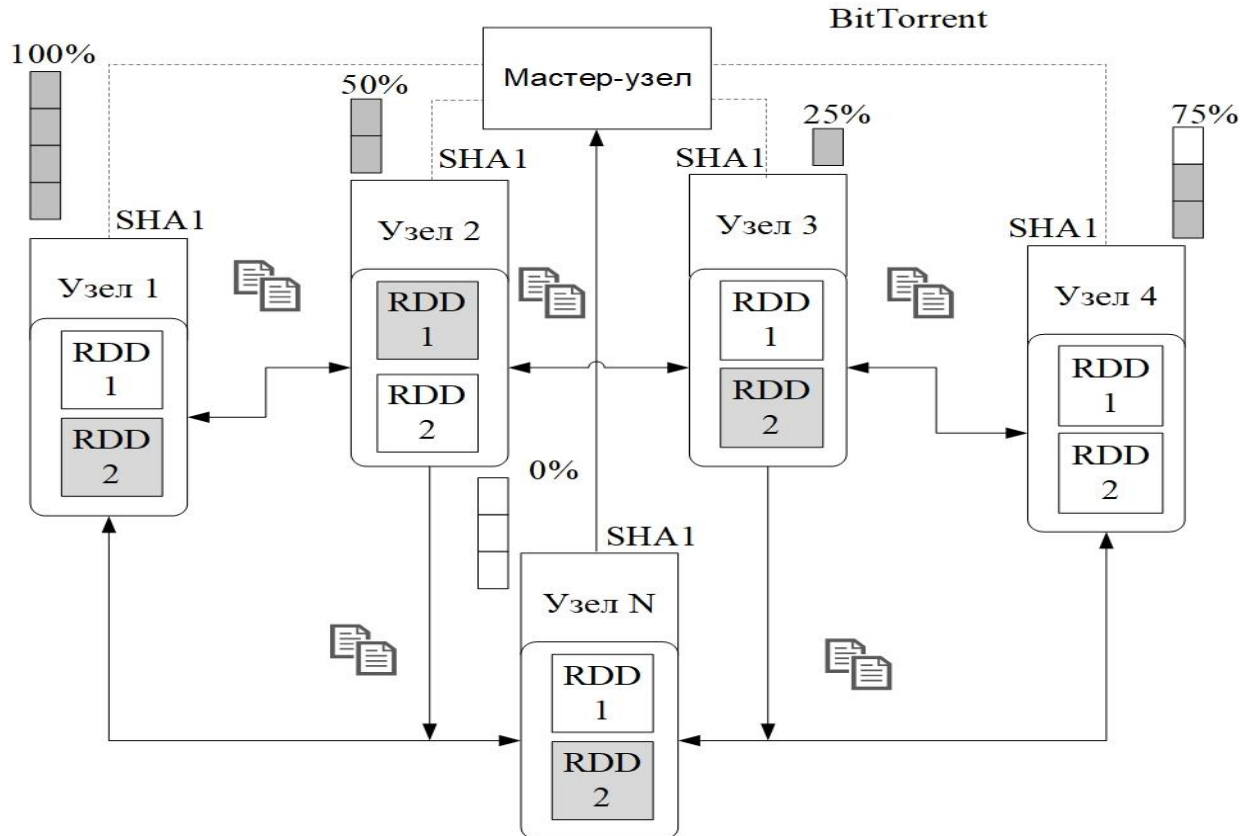 BitTorrent
100%
Мастер-узел
50%
25%
75%
SHA1
SHA1
SHA1
SHA1
Узел 1
RDD
1
RDD
2
Узел 2
RDD
1
RDD
2
Узел 3
RDD
1
RDD
2
Узел 4
RDD
1
RDD
2
0%
SHA1
Узел N
RDD
1
RDD
2